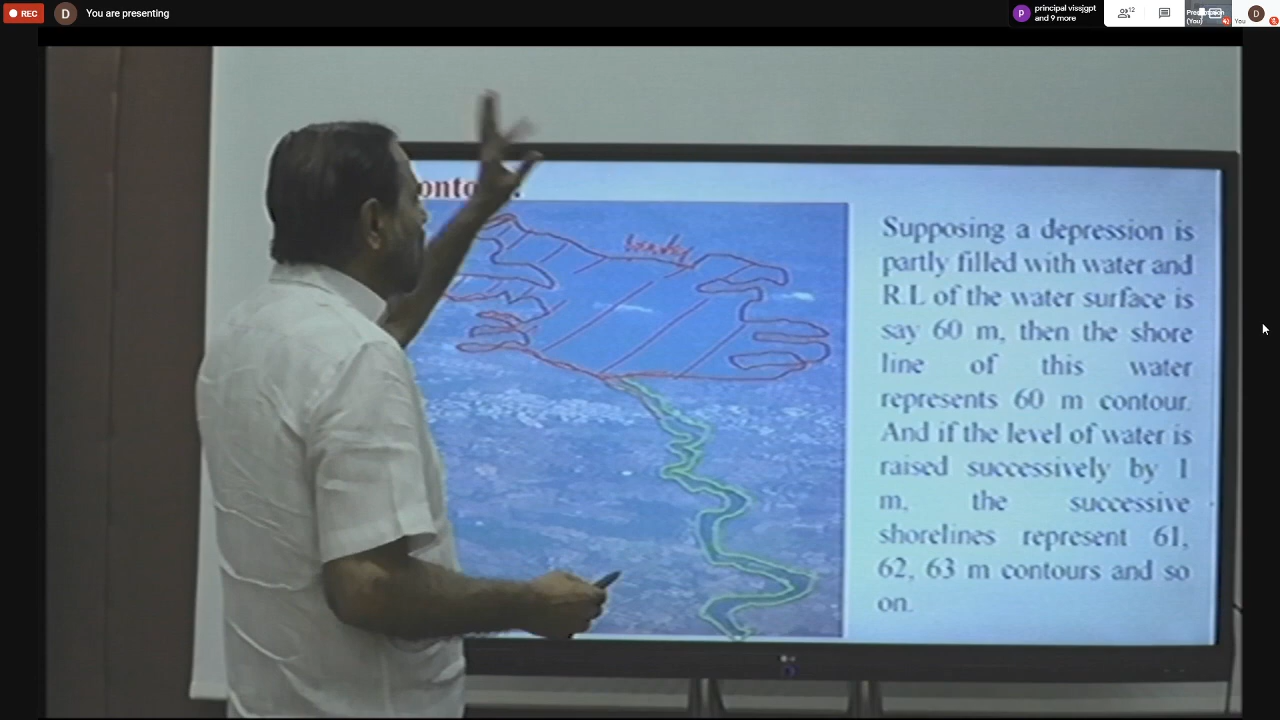 REC
D
You are presenting
P
principal vissjgpt
and 9 more
12
You
D
Supposing a depression is
partly filled with water and
R.L of the water surface is
say 60 m, then the shore
line of this water
represents 60 m contour.
And if the level of water is
raised successively by 1
m, the successive
shorelines represent 61,
62, 63 m contours and so
on.